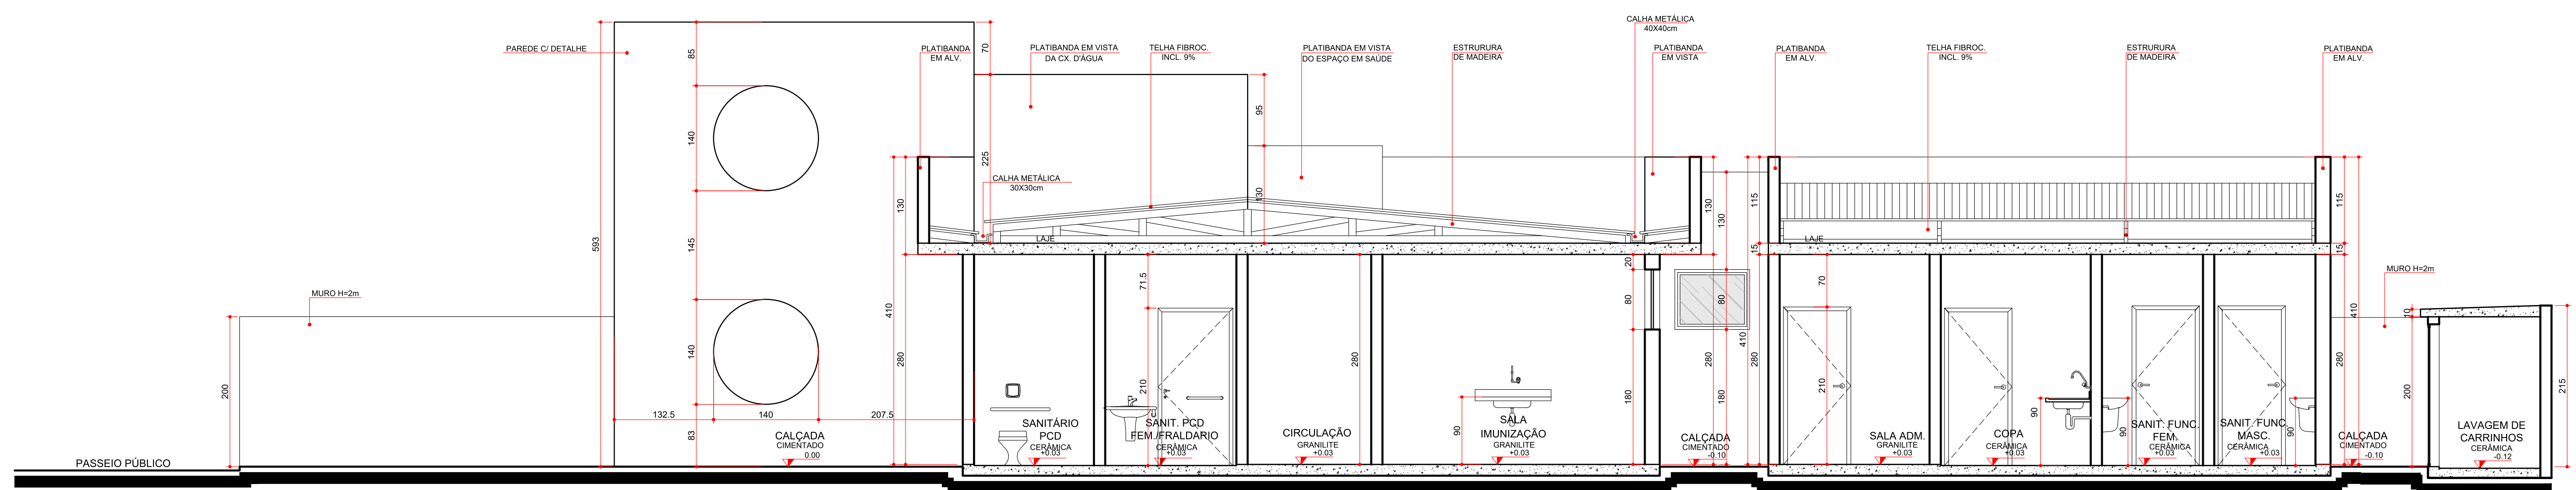 CALHA METÁLICA
40X40cm
PAREDE C/ DETALHE
PLATIBANDA
EM ALV.
PLATIBANDA EM VISTA
DA CX. D'ÁGUA
TELHA FIBROC.
INCL. 9%
PLATIBANDA EM VISTA
DO ESPAÇO EM SAÚDE
ESTRURURA
DE MADEIRA
PLATIBANDA
EM VISTA
PLATIBANDA
EM ALV.
TELHA FIBROC.
INCL. 9%
ESTRURURA
DE MADEIRA
PLATIBANDA
EM ALV.
85
70
95
140
225
CALHA METÁLICA
30X30cm
130
130
130
130
115
115
593
145
LAJE
LAJE
15
15
MURO H=2m
MURO H=2m
410
280
71.5
280
20
80
80
410
280
410
280
70
410
280
10
200
140
210
180
180
210
200
215
132.5
140
207.5
83
90
90
90
90
PASSEIO PÚBLICO
CALÇADA
CIMENTADO
0.00
SANITÁRIO
PCD
CERÂMICA
+0.03
SANIT. PCD
FEM./FRALDARIO
CERÂMICA
+0.03
CIRCULAÇÃO
GRANILITE
+0.03
SALA
IMUNIZAÇÃO
GRANILITE
+0.03
CALÇADA
CIMENTADO
-0.10
SALA ADM.
GRANILITE
+0.03
COPA
CERÂMICA
+0.03
SANIT. FUNC.
FEM.
CERÂMICA
+0.03
SANIT. FUNC.
MASC.
CERÂMICA
+0.03
CALÇADA
CIMENTADO
-0.10
LAVAGEM DE
CARRINHOS
CERÂMICA
-0.12